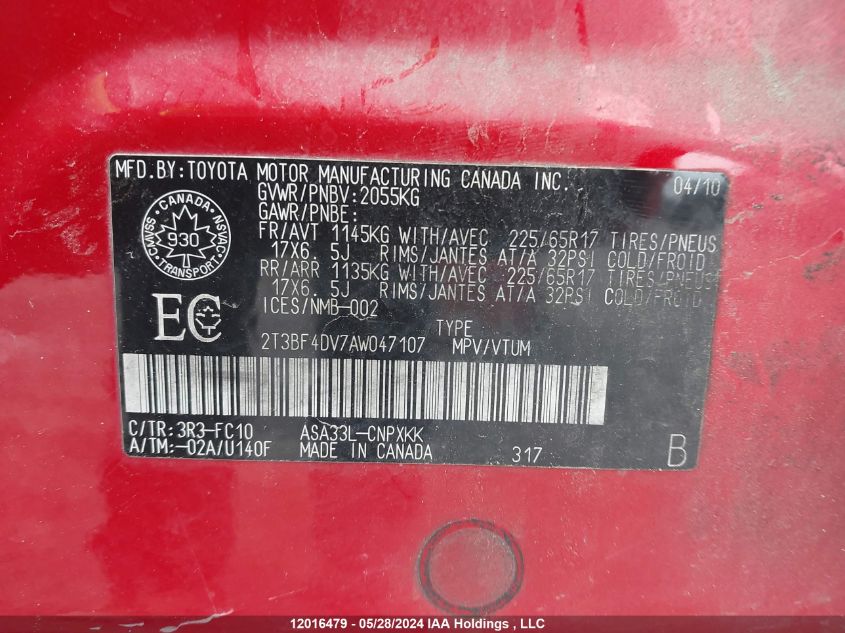 MFD.BY:TOYOTA MOTOR MANUFACTURING CANADA INC. 04/10
GVWR/PNBV:2055KG
GAWR/PNBE:
FR/AVT 1145KG WITH/AVEC 225/65R17 TIRES/PNEUS
17X6.5J RIMS/JANTES AT/A 32PSI COLD/FROID
RR/ARR 1135KG WITH/AVEC 225/65R17 TIRES/PNEUS
17X6.5J RIMS/JANTES AT/A 32PSI COLD/FROID
ICES/NMB-002
CANADA
CMVSS 930 NSVAC
TRANSPORT
EC
TYPE
2T3BF4DV7AW047107 MPV/VTUM
C/TR:3R3-FC10 ASA33L-CNPXKK
A/TM:-02A/U140F MADE IN CANADA 317 B
12016479 - 05/28/2024 IAA Holdings , LLC